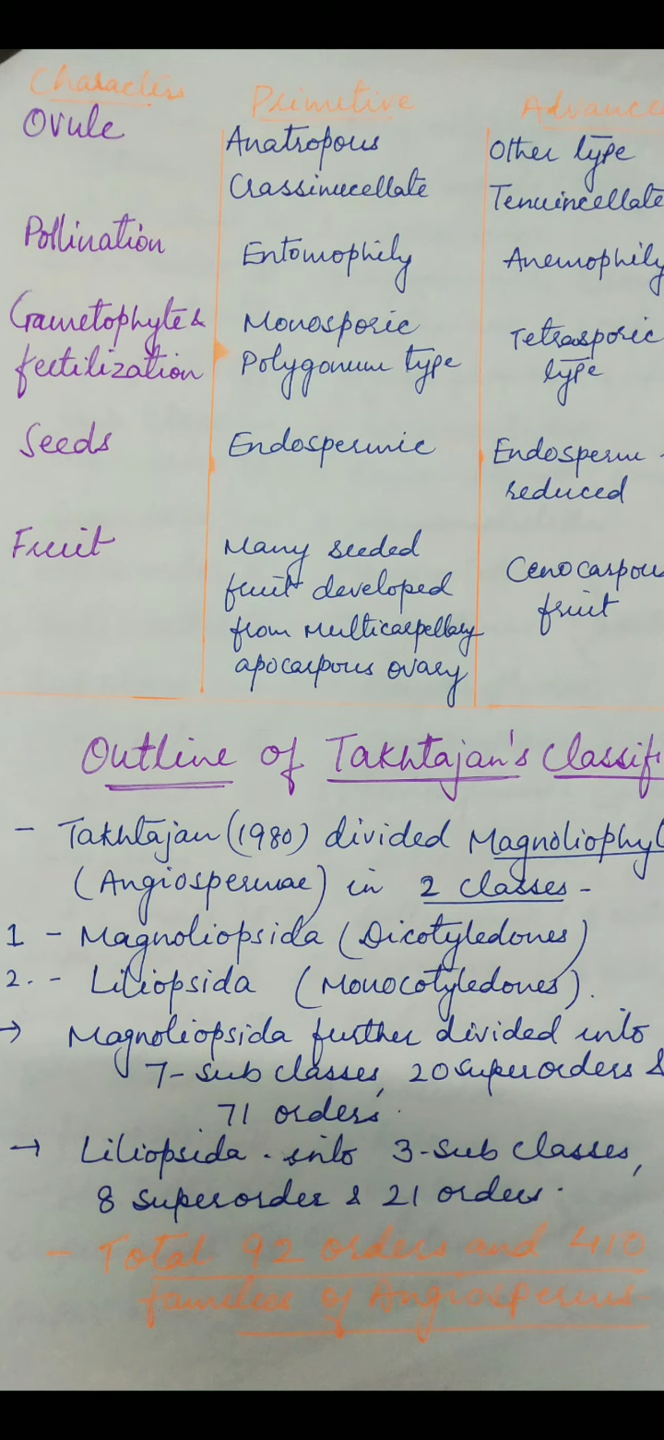 Characters Primitive Advance
Ovule Anatropous Other type
Crassinucellate Tenuincellate
Pollination Entomophily Anemophily
Gametophyte & Monosporic Tetrasporic
fertilization Polygonum type type
Seeds Endospermic Endosperm -
reduced
Fruit Many seeded Cenocarpou
fruit developed fruit
from multicarpellary
apocarpous ovary
Outline of Takhtajan's Classifi
- Takhtajan (1980) divided Magnoliophy
(Angiospermae) in 2 classes -
1 - Magnoliopsida (Dicotyledones)
2. - Liliopsida (Monocotyledones).
→ Magnoliopsida further divided into
7-sub classes, 20 superorders &
71 orders.
→ Liliopsida. into 3-sub classes,
8 superorder & 21 orders.
- Total 92 orders and 410
families of Angiosperms